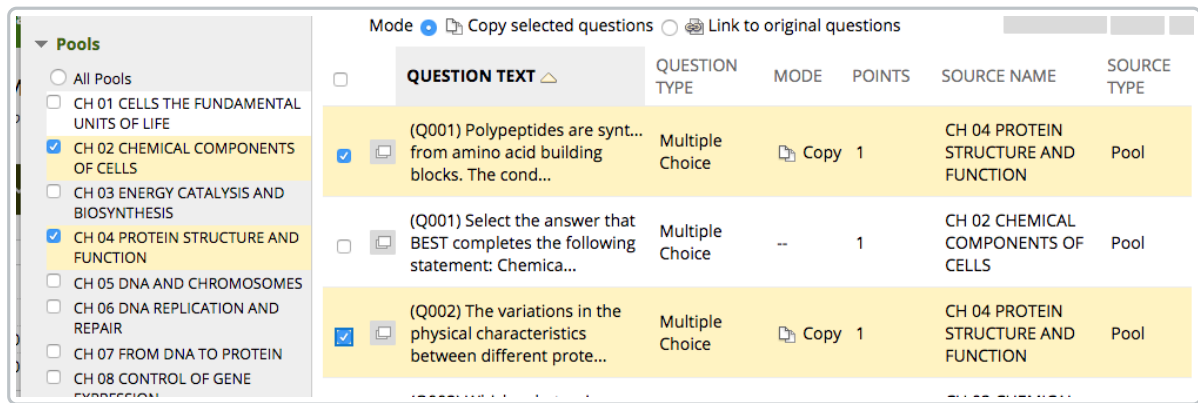 Mode Copy selected questions Link to original questions
Pools
All Pools
CH 01 CELLS THE FUNDAMENTAL
UNITS OF LIFE
CH 02 CHEMICAL COMPONENTS
OF CELLS
CH 03 ENERGY CATALYSIS AND
BIOSYNTHESIS
CH 04 PROTEIN STRUCTURE AND
FUNCTION
CH 05 DNA AND CHROMOSOMES
CH 06 DNA REPLICATION AND
REPAIR
CH 07 FROM DNA TO PROTEIN
CH 08 CONTROL OF GENE
EXPRESSION
QUESTION TEXT
QUESTION
TYPE
MODE
POINTS
SOURCE NAME
SOURCE
TYPE
(Q001) Polypeptides are synt...
from amino acid building
blocks. The cond...
Multiple
Choice
Copy
1
CH 04 PROTEIN
STRUCTURE AND
FUNCTION
Pool
(Q001) Select the answer that
BEST completes the following
statement: Chemica...
Multiple
Choice
--
1
CH 02 CHEMICAL
COMPONENTS OF
CELLS
Pool
(Q002) The variations in the
physical characteristics
between different prote...
Multiple
Choice
Copy
1
CH 04 PROTEIN
STRUCTURE AND
FUNCTION
Pool